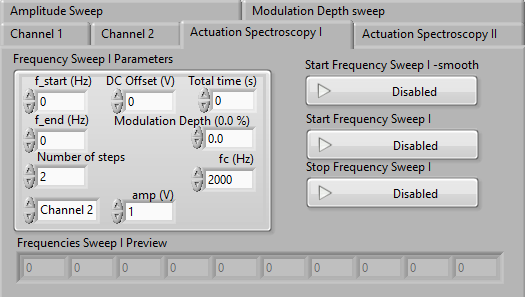 Amplitude Sweep Modulation Depth sweep
Channel 1 Channel 2 Actuation Spectroscopy I Actuation Spectroscopy II
Frequency Sweep I Parameters
f_start (Hz) DC Offset (V) Total time (s)
0 0 0
f_end (Hz) Modulation Depth (0.0 %)
0 0.0
Number of steps fc (Hz)
2 2000
amp (V)
Channel 2 1
Start Frequency Sweep I -smooth
Disabled
Start Frequency Sweep I
Disabled
Stop Frequency Sweep I
Disabled
Frequencies Sweep I Preview
0 0 0 0 0 0 0 0 0 0